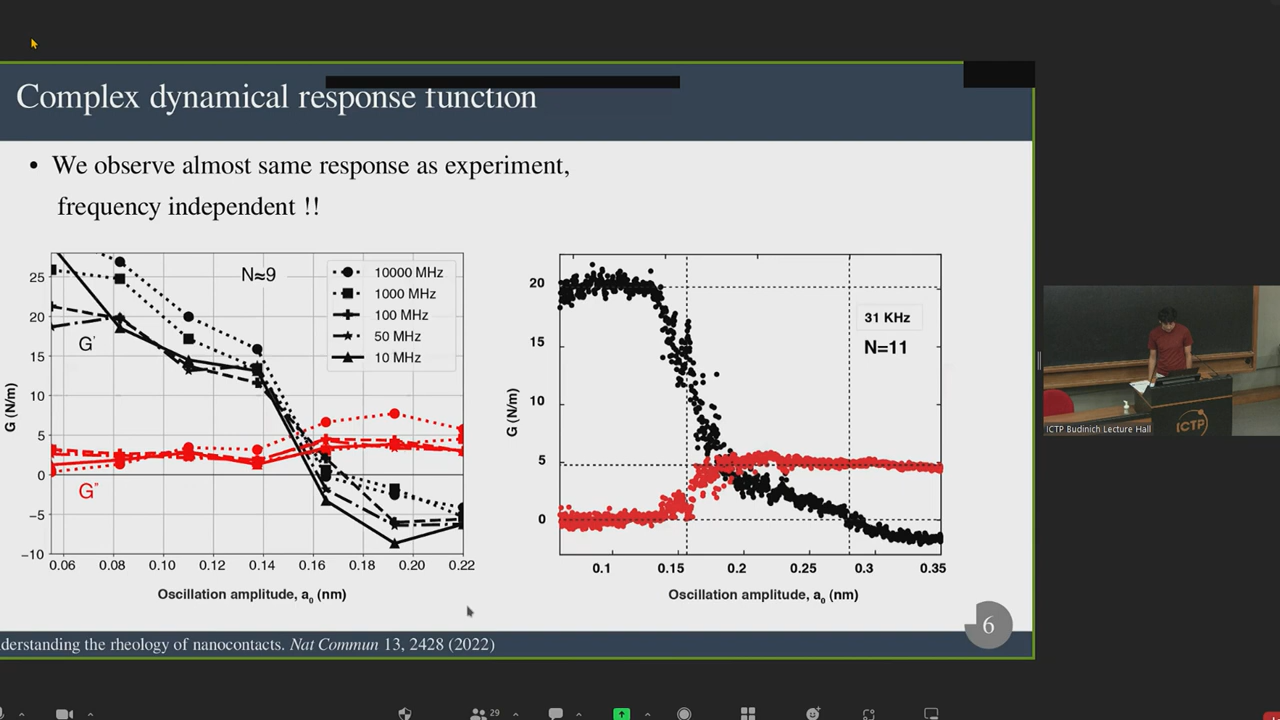 Complex dynamical response function
• We observe almost same response as experiment,
frequency independent !!
N≈9
10000 MHz
1000 MHz
100 MHz
50 MHz
10 MHz
G'
G"
G (N/m)
25
20
15
10
5
0
−5
−10
0.06 0.08 0.10 0.12 0.14 0.16 0.18 0.20 0.22
Oscillation amplitude, a0 (nm)
31 KHz
N=11
G (N/m)
20
15
10
5
0
0.1 0.15 0.2 0.25 0.3 0.35
Oscillation amplitude, a0 (nm)
6
derstanding the rheology of nanocontacts. Nat Commun 13, 2428 (2022)
ICTP
ICTP Budinich Lecture Hall
29